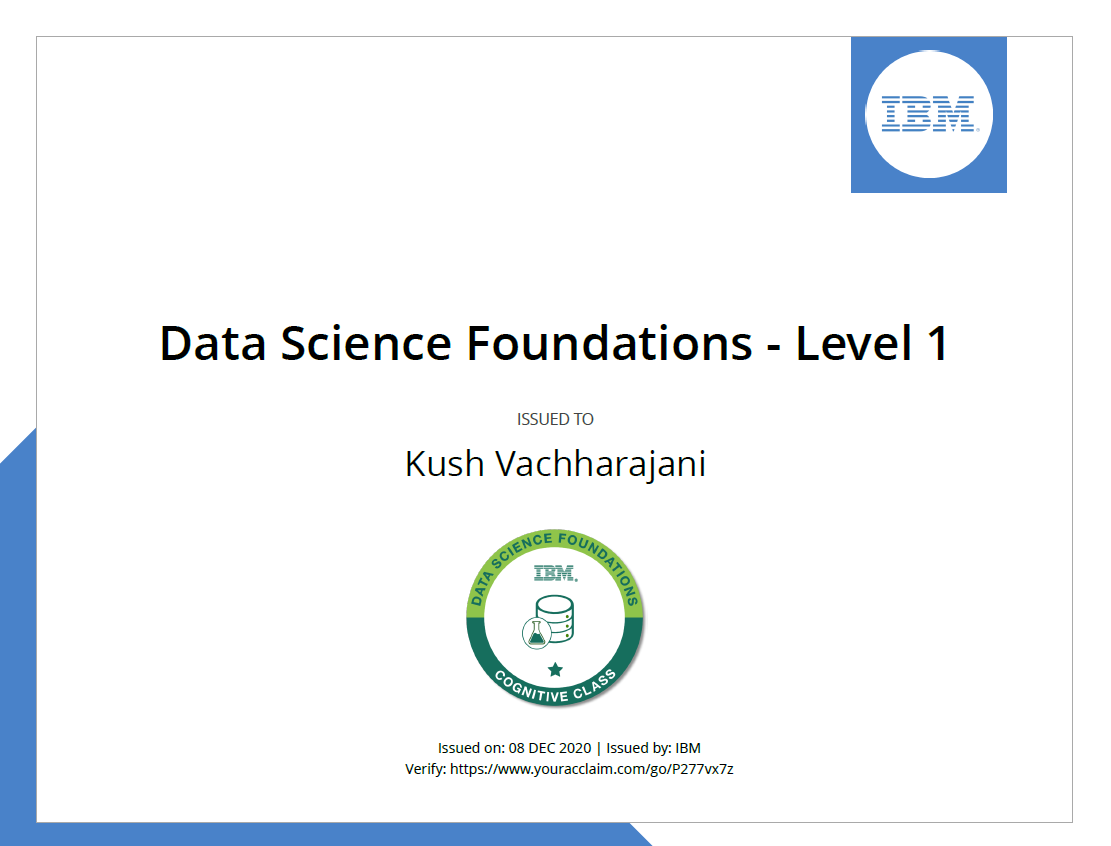 IBM
Data Science Foundations - Level 1
ISSUED TO
Kush Vachharajani
DATA SCIENCE FOUNDATIONS
IBM
COGNITIVE CLASS
Issued on: 08 DEC 2020 | Issued by: IBM
Verify: https://www.youracclaim.com/go/P277vx7z